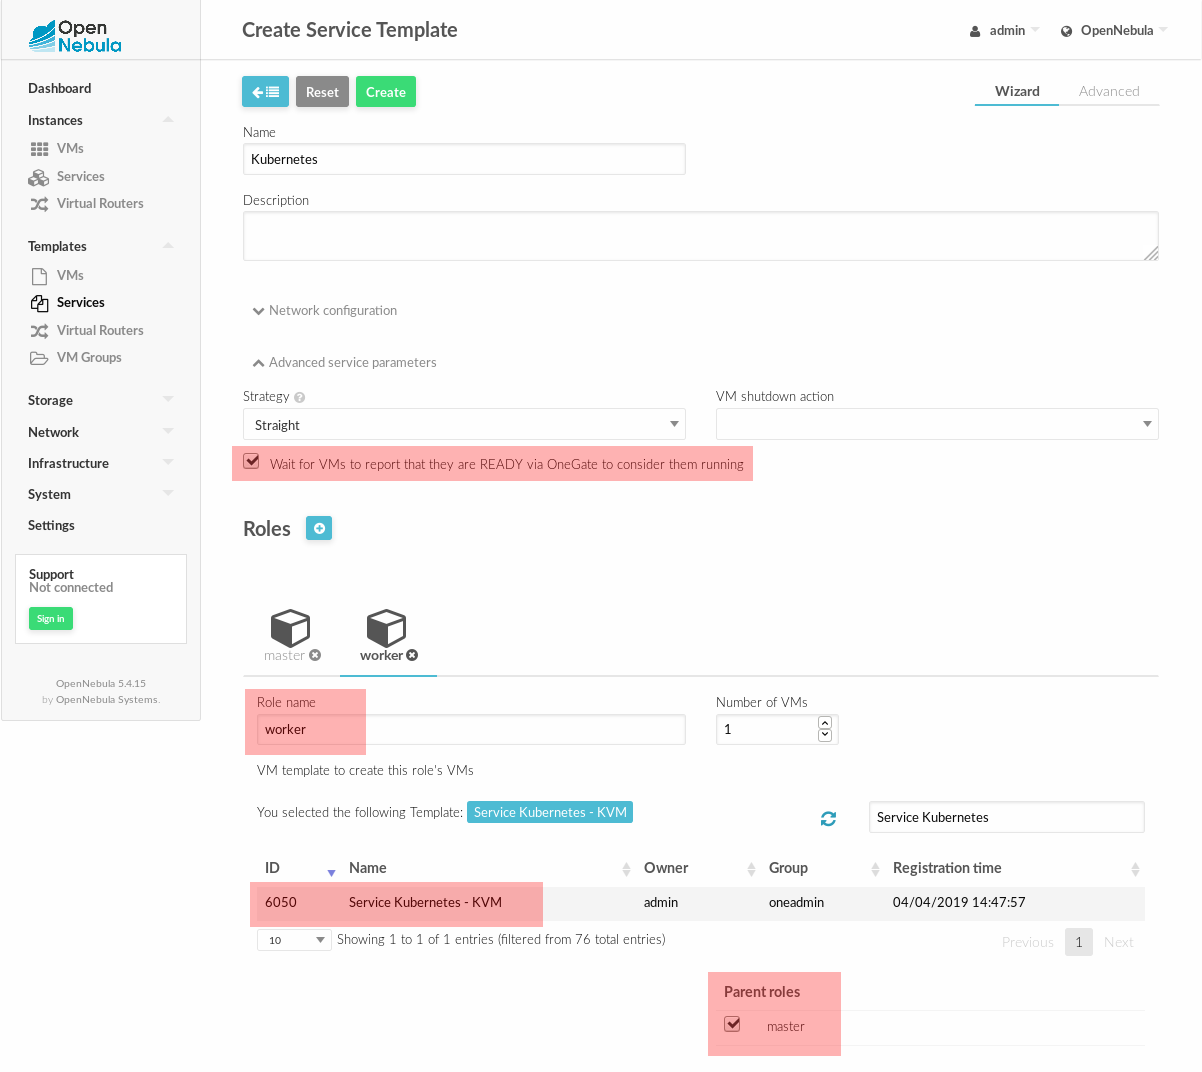 Open
Nebula
Create Service Template
admin
OpenNebula
Dashboard
Instances
VMs
Services
Virtual Routers
Templates
VMs
Services
Virtual Routers
VM Groups
Storage
Network
Infrastructure
System
Settings
Support
Not connected
Sign in
OpenNebula 5.4.15
by OpenNebula Systems.
Reset
Create
Wizard
Advanced
Name
Kubernetes
Description
Network configuration
Advanced service parameters
Strategy ?
VM shutdown action
Straight
Wait for VMs to report that they are READY via OneGate to consider them running
Roles
master
worker
Role name
Number of VMs
worker
1
VM template to create this role's VMs
You selected the following Template: Service Kubernetes - KVM
Service Kubernetes
ID Name Owner Group Registration time
6050 Service Kubernetes - KVM admin oneadmin 04/04/2019 14:47:57
10 Showing 1 to 1 of 1 entries (filtered from 76 total entries)
Previous 1 Next
Parent roles
master